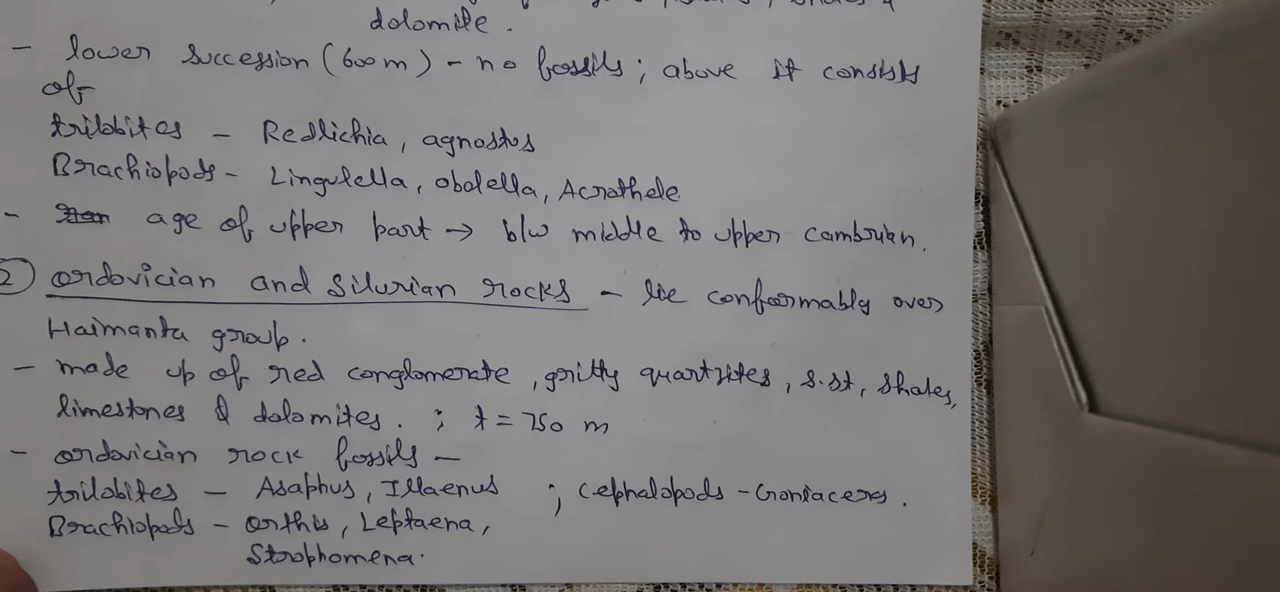 dolomite.
- lower succession (600m) - no fossils; above it consists
of
trilobites - Redlichia, agnostus
Brachiopods - Lingulella, obolella, Acrothele
- age of upper part → b/w middle to upper cambrian.
2) ordovician and Silurian rocks - lie conformably over
Haimanta group.
- made up of red conglomerate, gritty quartzites, s.st, shales,
limestones & dolomites. ; t = 750 m
- ordovician rock fossils -
trilobites - Asaphus, Illaenus ; cephalopods - Goniaceres.
Brachiopods - orthis, Leptaena,
Strophomena.